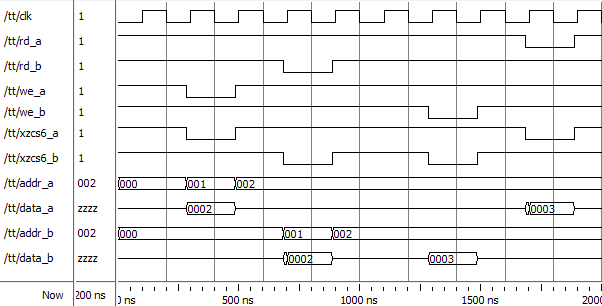 /tt/clk 1
/tt/rd_a 1
/tt/rd_b 1
/tt/we_a 1
/tt/we_b 1
/tt/xzcs6_a 1
/tt/xzcs6_b 1
/tt/addr_a 002 000 001 002
/tt/data_a zzzz 0002 0003
/tt/addr_b 002 000 001 002
/tt/data_b zzzz 0002 0003
Now 200 ns 0 ns 500 ns 1000 ns 1500 ns